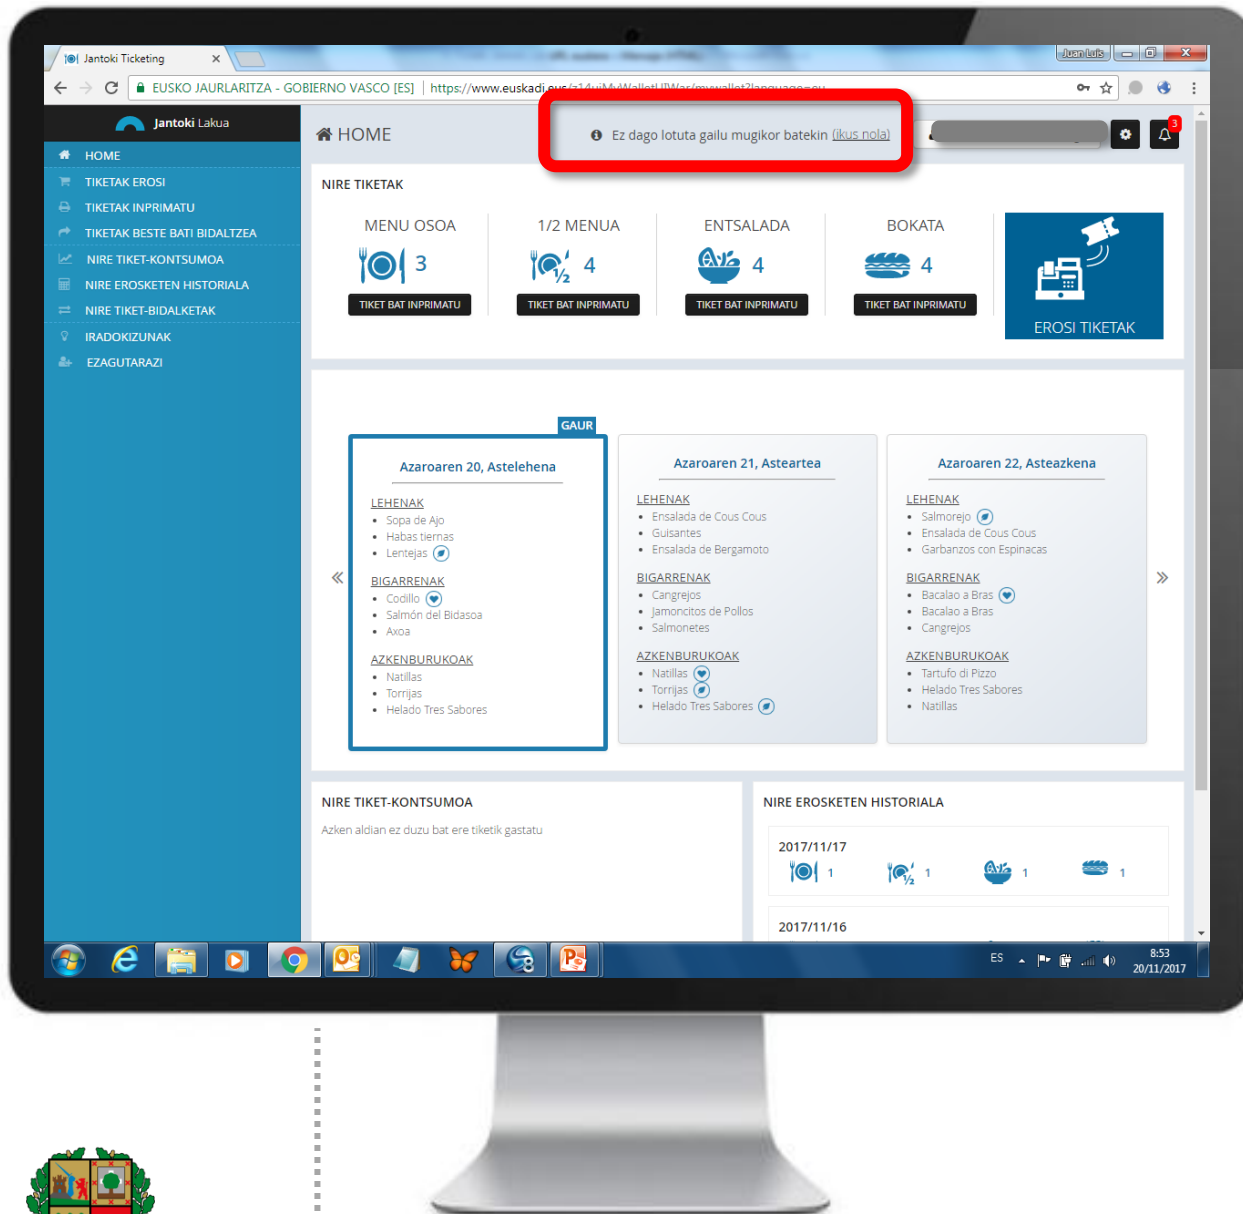 Jantoki Ticketing
Juan Luis
EUSKO JAURLARITZA - GOBIERNO VASCO [ES] | https://www.euskadi.eus/
Jantoki Lakua
HOME
TIKETAK EROSI
TIKETAK INPRIMATU
TIKETAK BESTE BATI BIDALTZEA
NIRE TIKET-KONTSUMOA
NIRE EROSKETEN HISTORIALA
NIRE TIKET-BIDALKETAK
IRADOKIZUNAK
EZAGUTARAZI
HOME
Ez dago lotuta gailu mugikor batekin (ikus nola)
3
NIRE TIKETAK
MENU OSOA
3
TIKET BAT INPRIMATU
1/2 MENUA
1/2 4
TIKET BAT INPRIMATU
ENTSALADA
4
TIKET BAT INPRIMATU
BOKATA
4
TIKET BAT INPRIMATU
EROSI TIKETAK
GAUR
Azaroaren 20, Astelehena
LEHENAK
• Sopa de Ajo
• Habas tiernas
• Lentejas
BIGARRENAK
• Codillo
• Salmón del Bidasoa
• Axoa
AZKENBURUKOAK
• Natillas
• Torrijas
• Helado Tres Sabores
Azaroaren 21, Asteartea
LEHENAK
• Ensalada de Cous Cous
• Guisantes
• Ensalada de Bergamoto
BIGARRENAK
• Cangrejos
• Jamoncitos de Pollos
• Salmonetes
AZKENBURUKOAK
• Natillas
• Torrijas
• Helado Tres Sabores
Azaroaren 22, Asteazkena
LEHENAK
• Salmorejo
• Ensalada de Cous Cous
• Garbanzos con Espinacas
BIGARRENAK
• Bacalao a Bras
• Bacalao a Bras
• Cangrejos
AZKENBURUKOAK
• Tartufo di Pizzo
• Helado Tres Sabores
• Natillas
NIRE TIKET-KONTSUMOA
Azken aldian ez duzu bat ere tiketik gastatu
NIRE EROSKETEN HISTORIALA
2017/11/17
1 1/2 1 1 1
2017/11/16
ES
8:53
20/11/2017